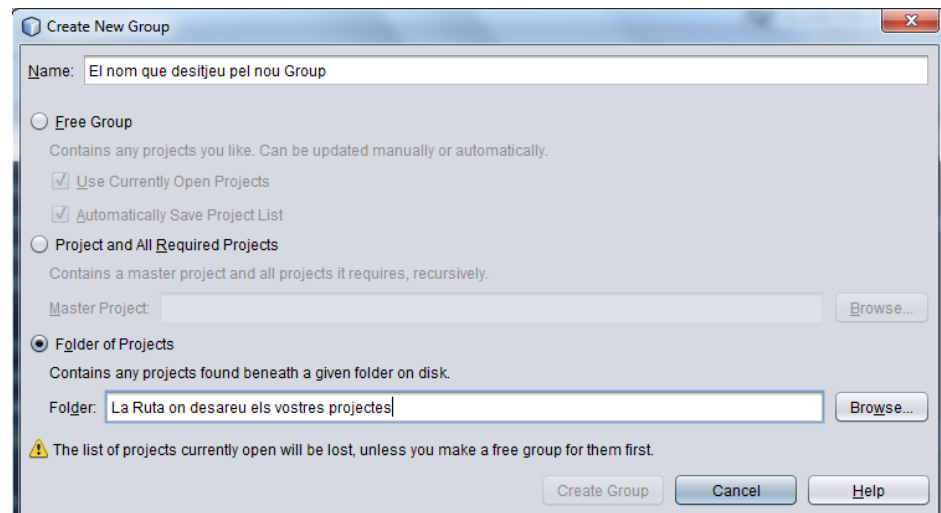 Create New Group
Name: El nom que desitjeu pel nou Group
Free Group
Contains any projects you like. Can be updated manually or automatically.
Use Currently Open Projects
Automatically Save Project List
Project and All Required Projects
Contains a master project and all projects it requires, recursively.
Master Project: Browse...
Folder of Projects
Contains any projects found beneath a given folder on disk.
Folder: La Ruta on desareu els vostres projectes Browse...
The list of projects currently open will be lost, unless you make a free group for them first.
Create Group Cancel Help